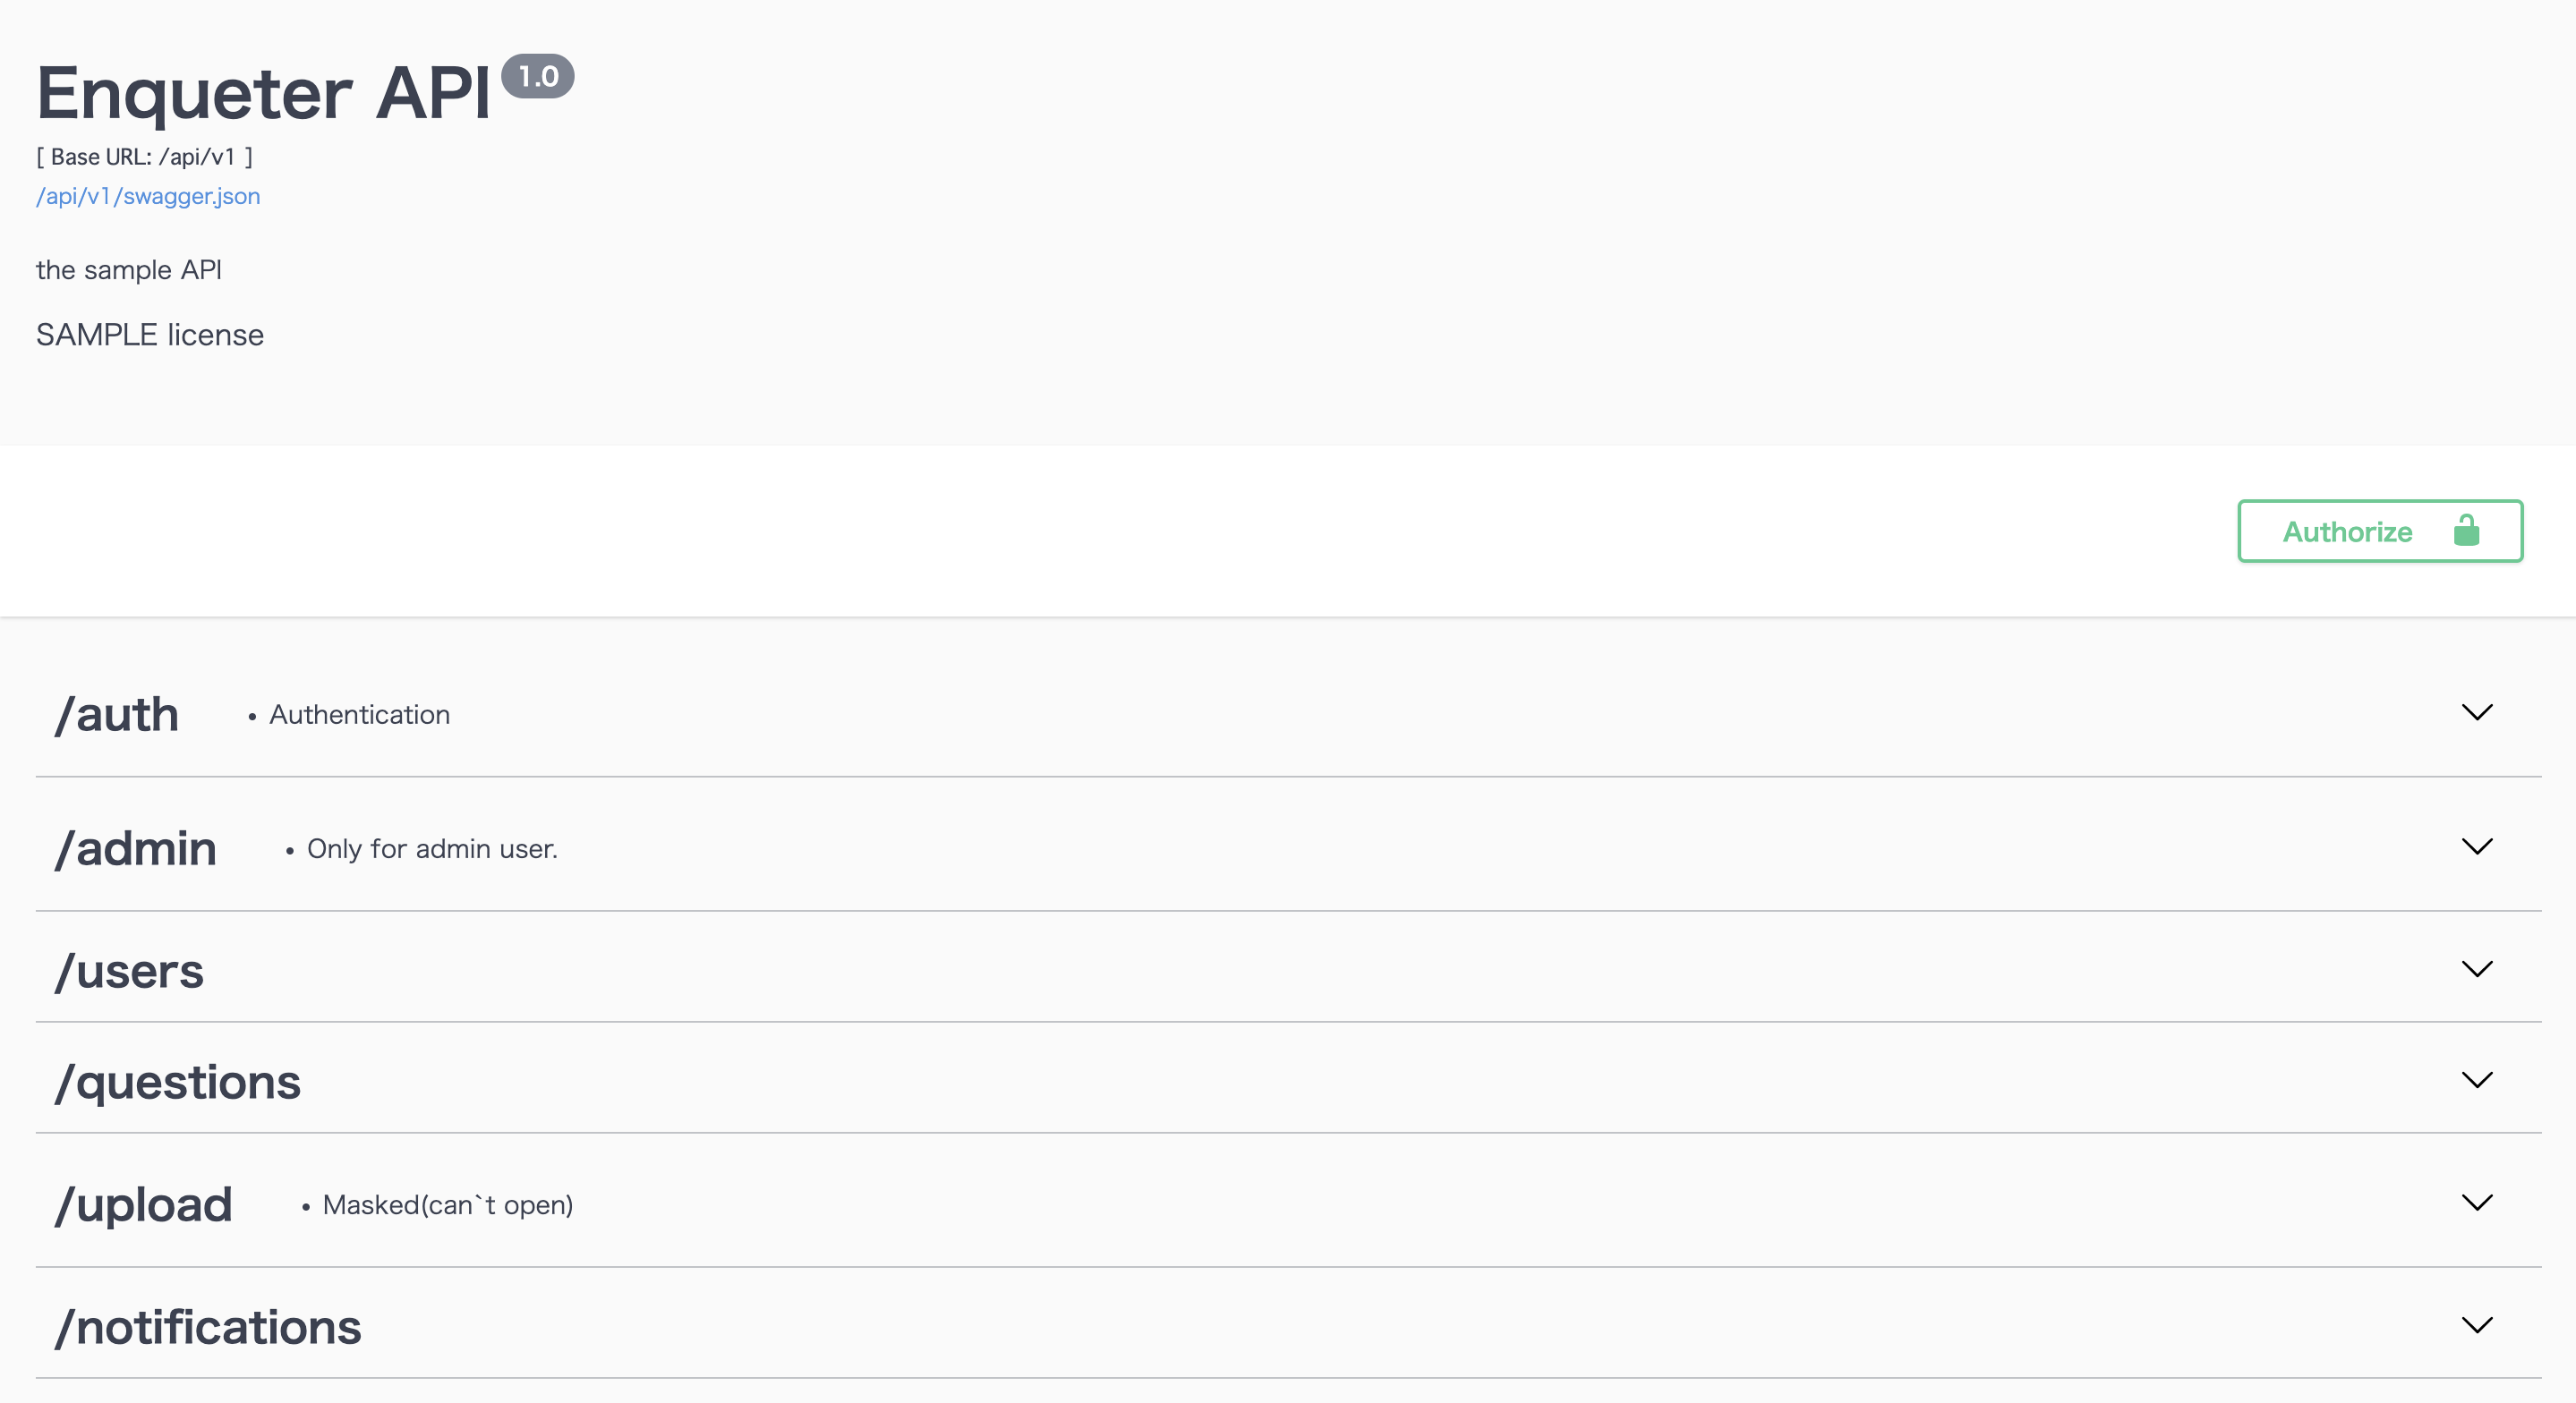 Enqueter API 1.0
[ Base URL: /api/v1 ]
/api/v1/swagger.json
the sample API
SAMPLE license
Authorize
/auth • Authentication
/admin • Only for admin user.
/users
/questions
/upload • Masked(can`t open)
/notifications